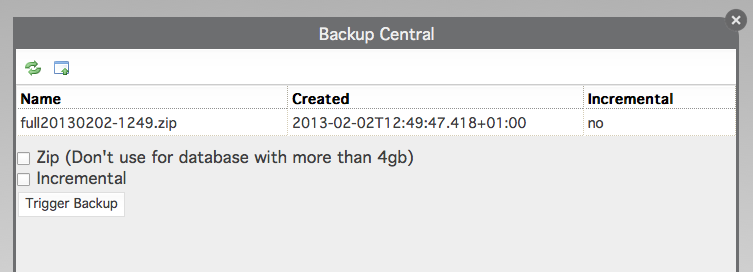 Backup Central
Name Created Incremental
full20130202-1249.zip 2013-02-02T12:49:47.418+01:00 no
Zip (Don't use for database with more than 4gb)
Incremental
Trigger Backup